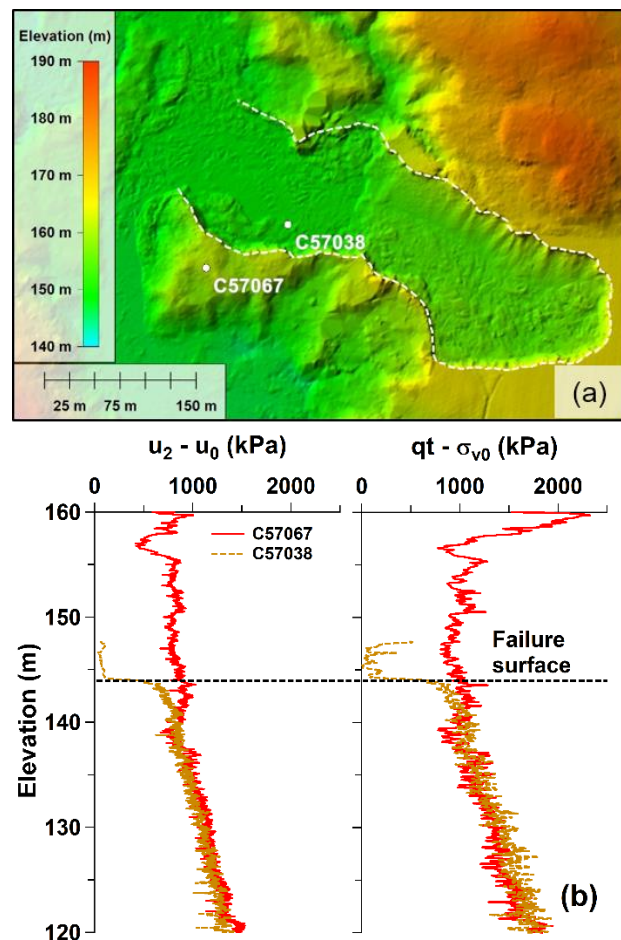 Elevation (m)
190 m
180 m
170 m
160 m
150 m
140 m
25 m 75 m 150 m
C57038
C57067
(a)
u2 - u0 (kPa)
qt - σv0 (kPa)
0 1000 2000
0 1000 2000
160
150
140
130
120
Elevation (m)
C57067
C57038
Failure
surface
(b)